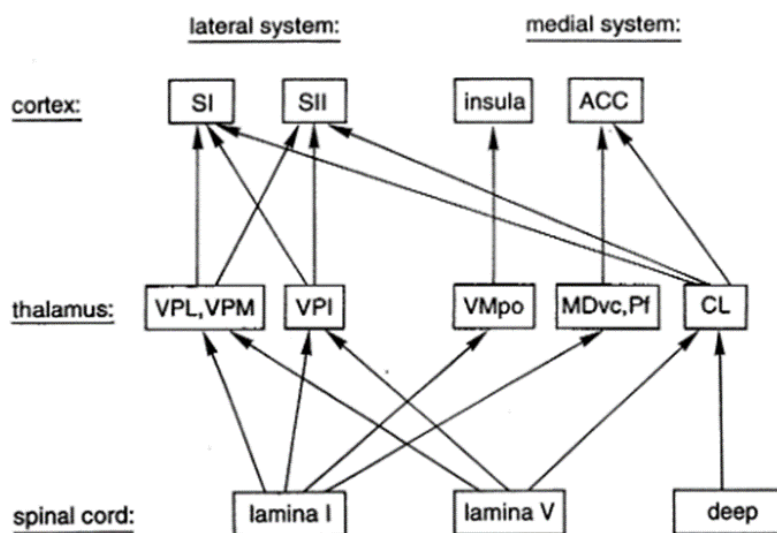 lateral system: medial system:
cortex: SI SII insula ACC
thalamus: VPL,VPM VPI VMpo MDvc,Pf CL
spinal cord: lamina I lamina V deep